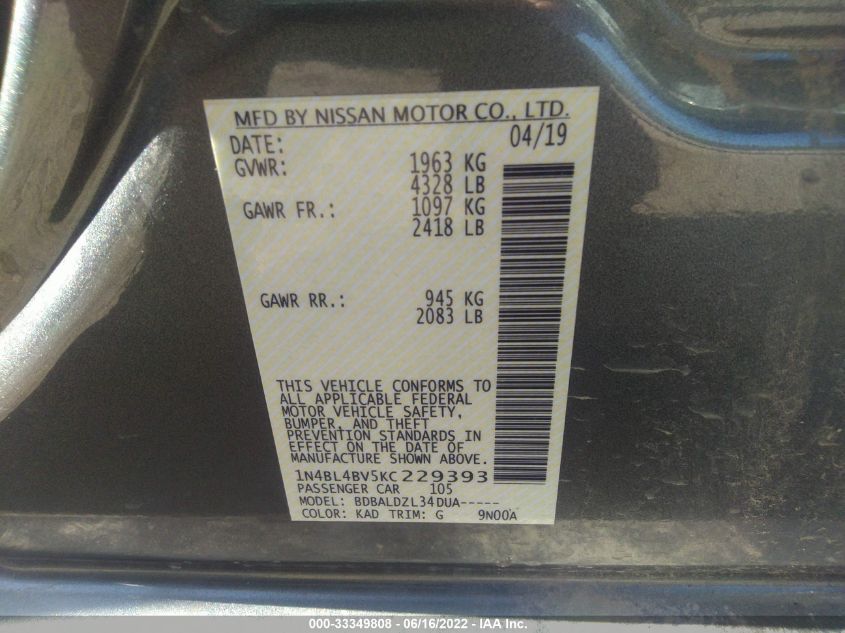 MFD BY NISSAN MOTOR CO., LTD.
DATE: 04/19
GVWR: 1963 KG
4328 LB
GAWR FR.: 1097 KG
2418 LB
GAWR RR.: 945 KG
2083 LB
THIS VEHICLE CONFORMS TO
ALL APPLICABLE FEDERAL
MOTOR VEHICLE SAFETY,
BUMPER, AND THEFT
PREVENTION STANDARDS IN
EFFECT ON THE DATE OF
MANUFACTURE SHOWN ABOVE.
1N4BL4BV5KC229393
PASSENGER CAR 105
MODEL: BDBALDZL34DUA-----
COLOR: KAD TRIM: G 9N00A
000-33349808 - 06/16/2022 - IAA Inc.